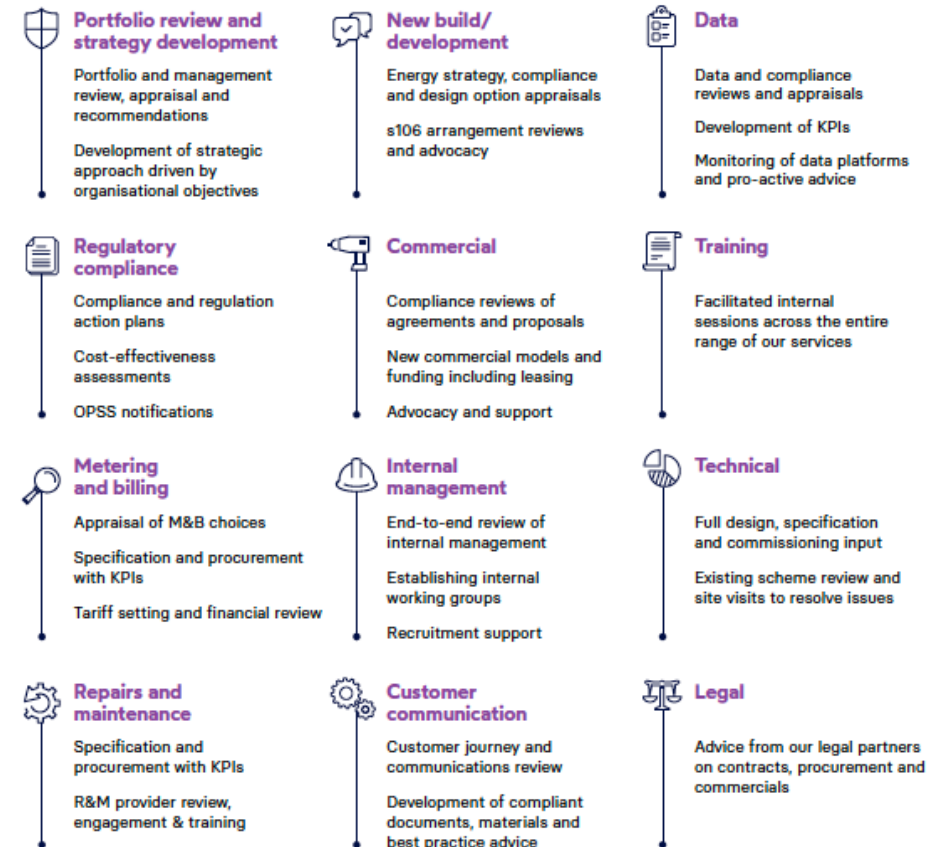 Portfolio review and
strategy development
Portfolio and management
review, appraisal and
recommendations
Development of strategic
approach driven by
organisational objectives
New build/
development
Energy strategy, compliance
and design option appraisals
s106 arrangement reviews
and advocacy
Data
Data and compliance
reviews and appraisals
Development of KPIs
Monitoring of data platforms
and pro-active advice
Regulatory
compliance
Compliance and regulation
action plans
Cost-effectiveness
assessments
OPSS notifications
Commercial
Compliance reviews of
agreements and proposals
New commercial models and
funding including leasing
Advocacy and support
Training
Facilitated internal
sessions across the entire
range of our services
Metering
and billing
Appraisal of M&B choices
Specification and procurement
with KPIs
Tariff setting and financial review
Internal
management
End-to-end review of
internal management
Establishing internal
working groups
Recruitment support
Technical
Full design, specification
and commissioning input
Existing scheme review and
site visits to resolve issues
Repairs and
maintenance
Specification and
procurement with KPIs
R&M provider review,
engagement & training
Customer
communication
Customer journey and
communications review
Development of compliant
documents, materials and
best practice advice
Legal
Advice from our legal partners
on contracts, procurement and
commercials